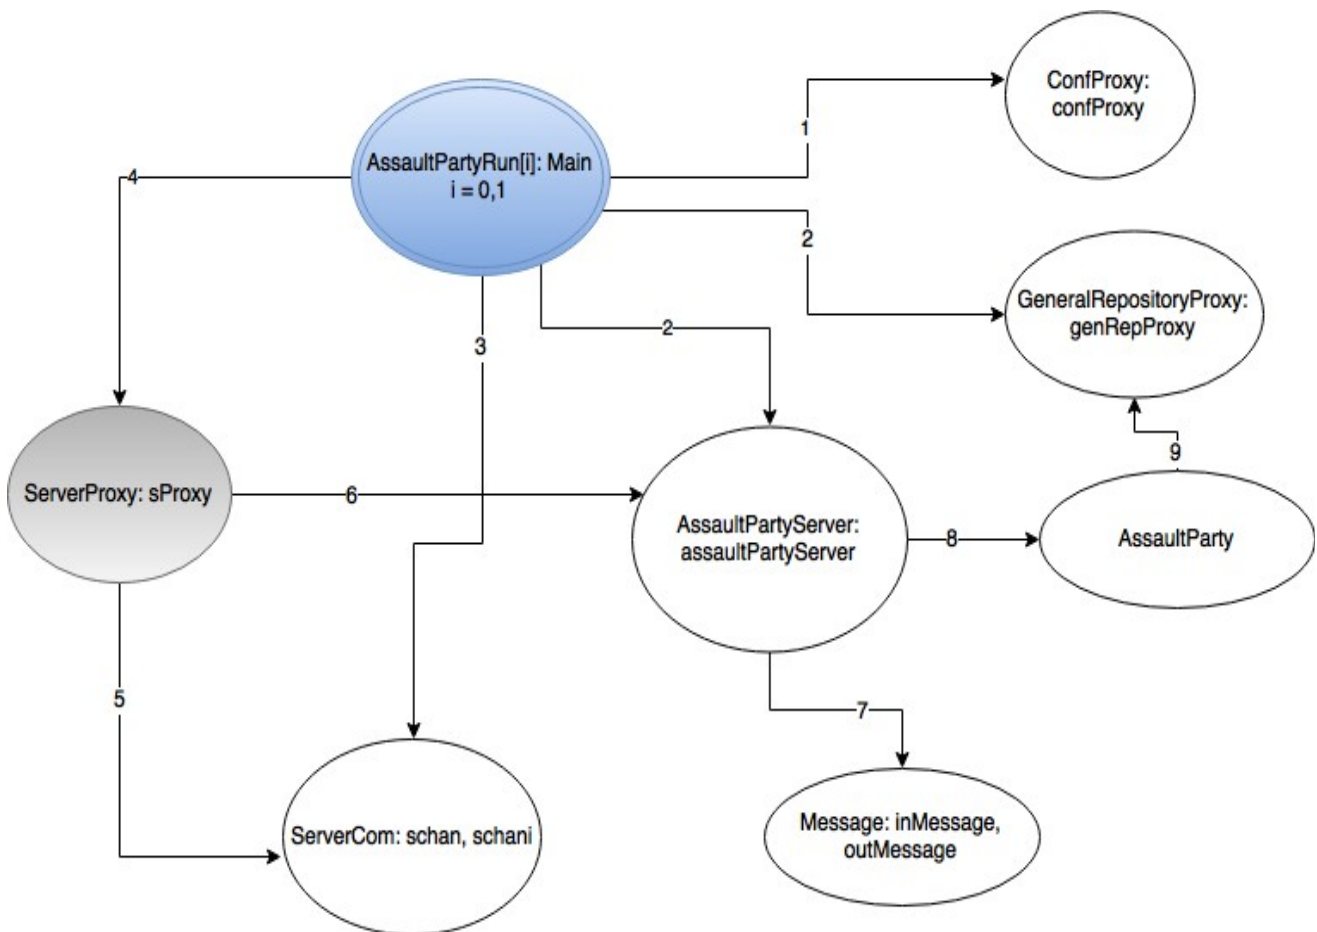 ConfProxy:
confProxy
1
AssaultPartyRun[i]: Main
i = 0,1
4
2
GeneralRepositoryProxy:
genRepProxy
2
3
9
ServerProxy: sProxy
6
AssaultPartyServer:
assaultPartyServer
8
AssaultParty
5
7
ServerCom: schan, schani
Message: inMessage,
outMessage